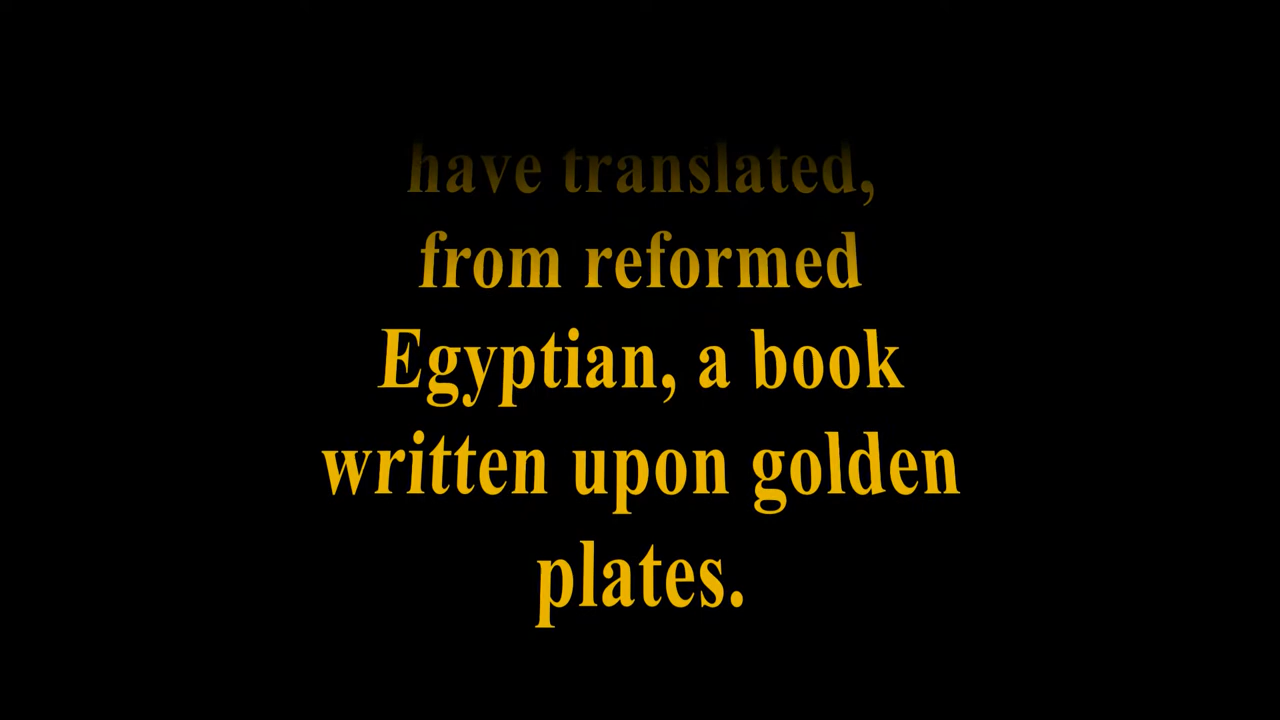 have translated,
from reformed
Egyptian, a book
written upon golden
plates.